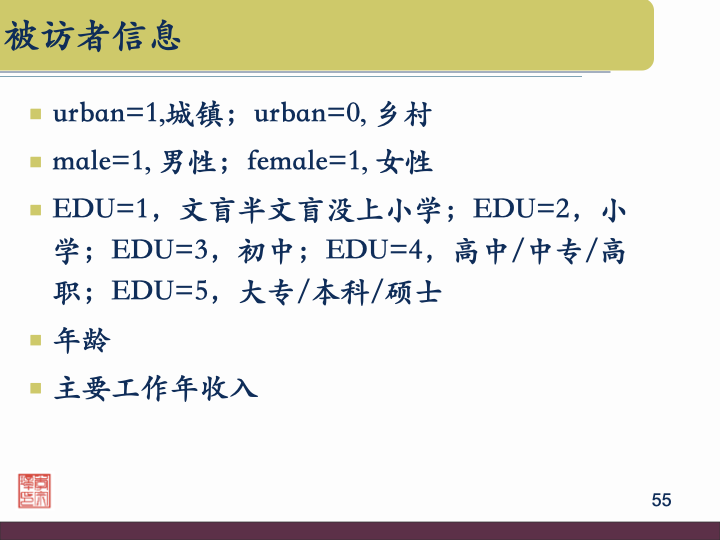 被访者信息
urban=1,城镇；urban=0, 乡村
male=1, 男性；female=1, 女性
EDU=1，文盲半文盲没上小学；EDU=2，小
学；EDU=3，初中；EDU=4，高中/中专/高
职；EDU=5，大专/本科/硕士
年龄
主要工作年收入
55